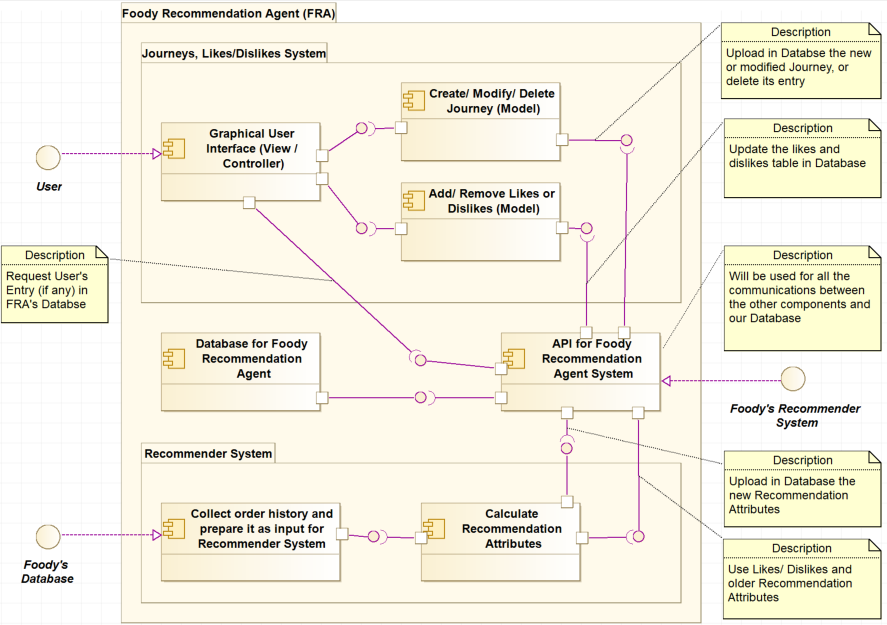 Foody Recommendation Agent (FRA)
Journeys, Likes/Dislikes System
Graphical User
Interface (View /
Controller)
Create/ Modify/ Delete
Journey (Model)
Add/ Remove Likes or
Dislikes (Model)
User
Description
Upload in Databse the new
or modified Journey, or
delete its entry
Description
Update the likes and
dislikes table in Database
Description
Request User's
Entry (if any) in
FRA's Databse
Description
Will be used for all the
communications between
the other components and
our Database
Database for Foody
Recommendation
Agent
API for Foody
Recommendation
Agent System
Foody's Recommender
System
Recommender System
Collect order history and
prepare it as input for
Recommender System
Calculate
Recommendation
Attributes
Foody's
Database
Description
Upload in Database the
new Recommendation
Attributes
Description
Use Likes/ Dislikes and
older Recommendation
Attributes